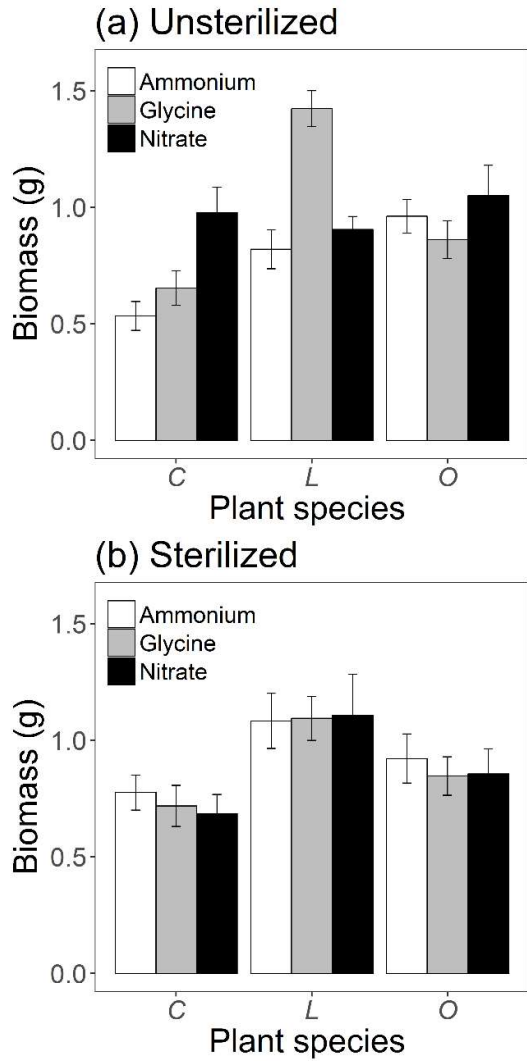 (a) Unsterilized
Ammonium
Glycine
Nitrate
1.5
1.0
0.5
0.0
Biomass (g)
C L O
Plant species
(b) Sterilized
Ammonium
Glycine
Nitrate
1.5
1.0
0.5
0.0
Biomass (g)
C L O
Plant species